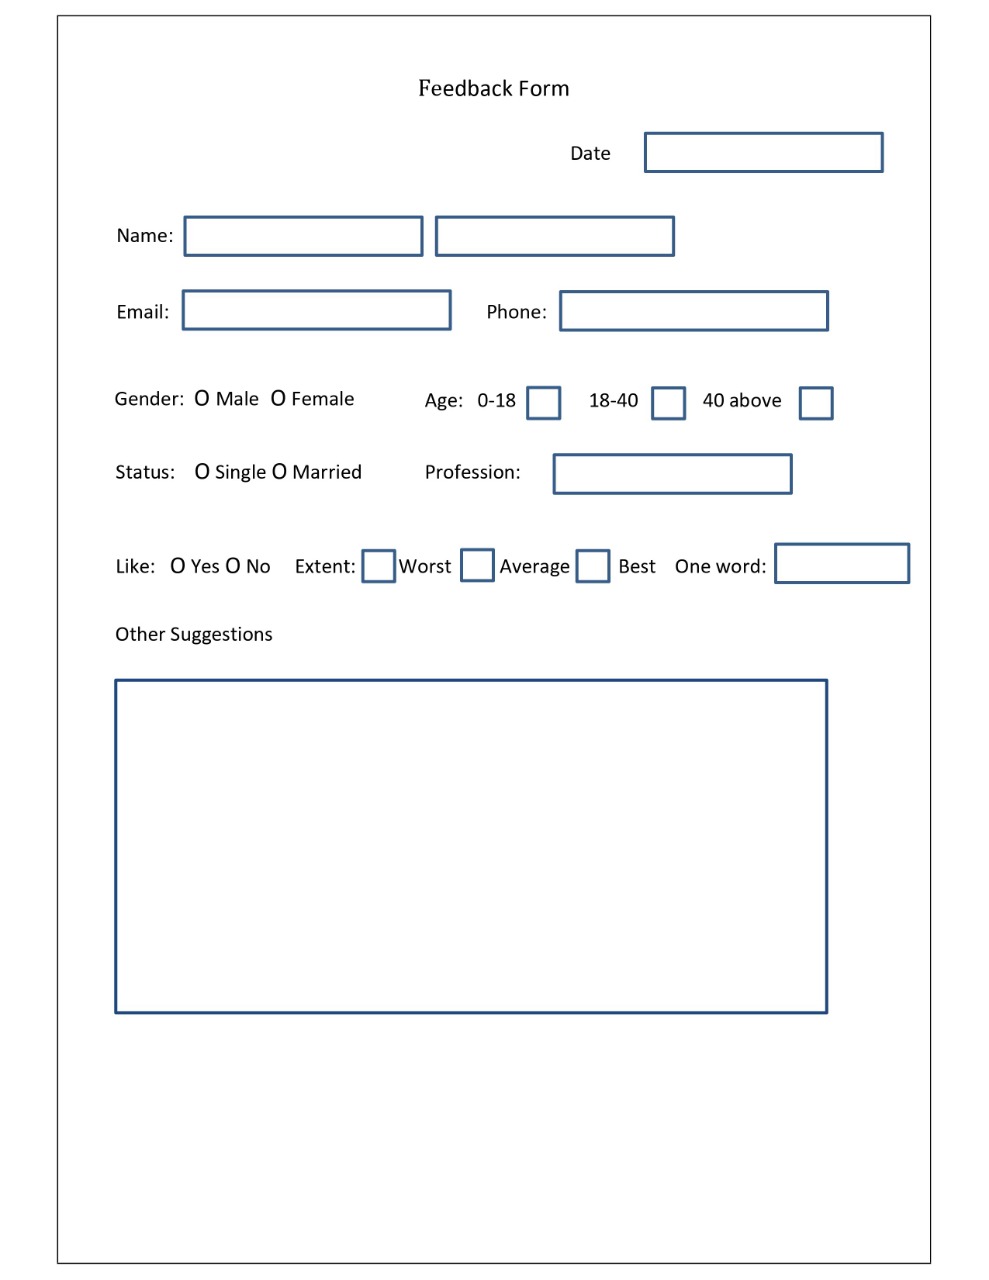 Feedback Form
Date
Name:
Email: Phone:
Gender: O Male O Female Age: 0-18 18-40 40 above
Status: O Single O Married Profession:
Like: O Yes O No Extent: Worst Average Best One word:
Other Suggestions